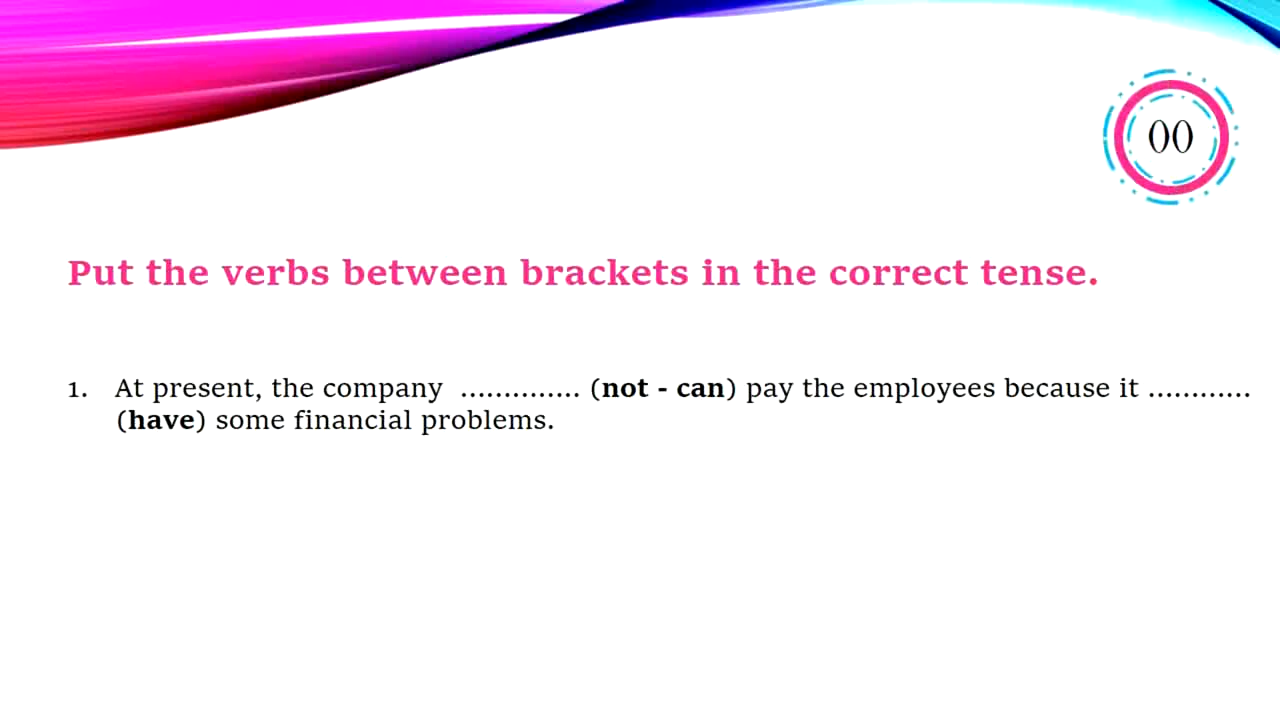 00
Put the verbs between brackets in the correct tense.
1. At present, the company .............. (not - can) pay the employees because it ............
(have) some financial problems.